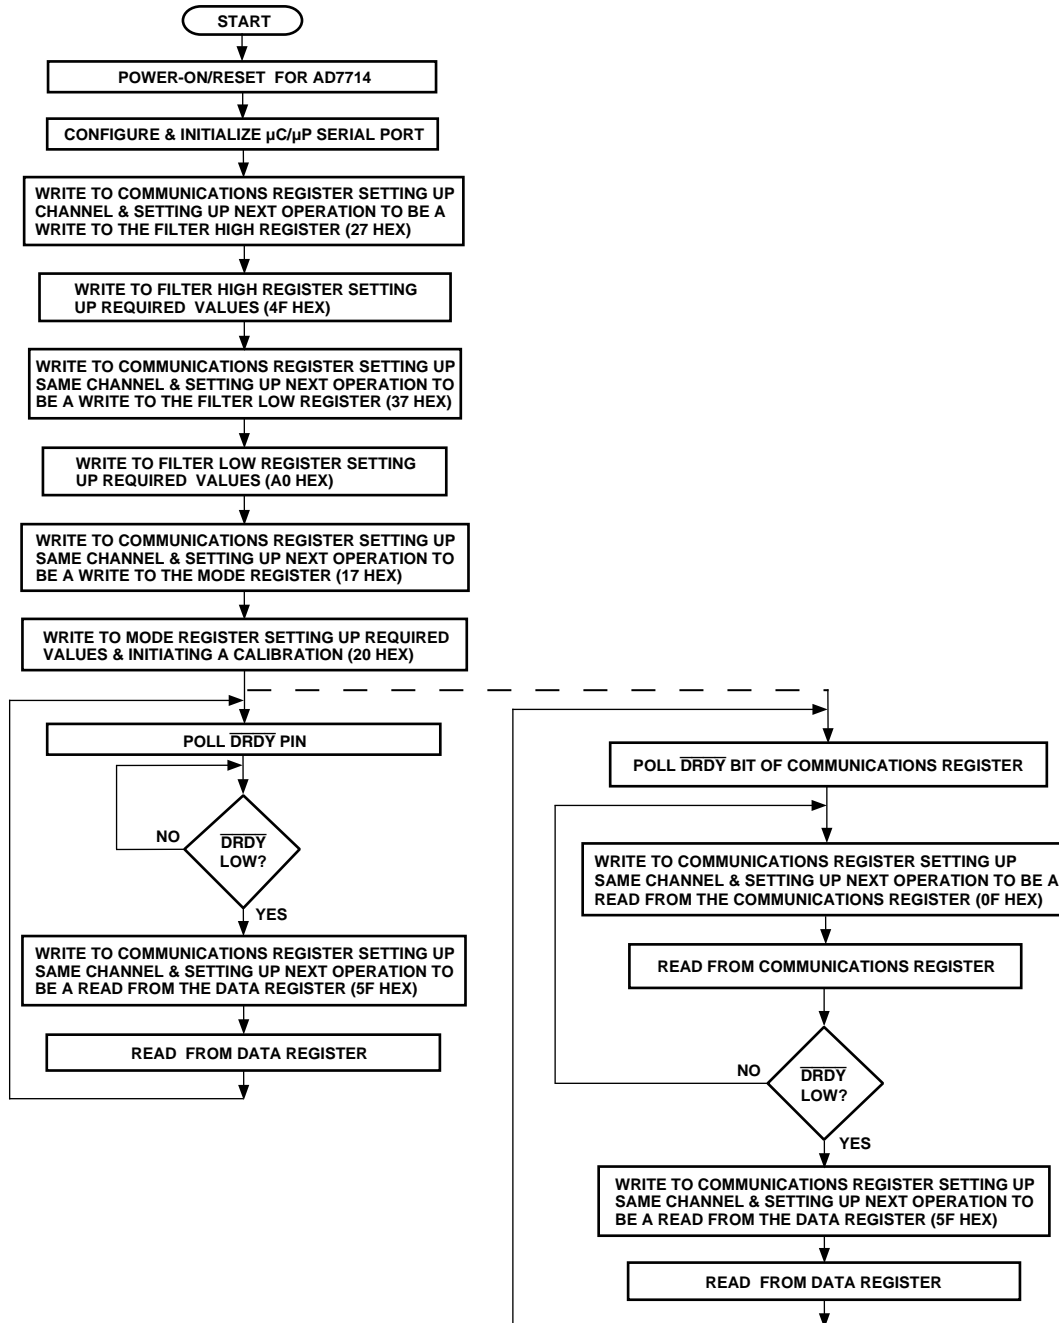 START
POWER-ON/RESET FOR AD7714
CONFIGURE & INITIALIZE µC/µP SERIAL PORT
WRITE TO COMMUNICATIONS REGISTER SETTING UP
CHANNEL & SETTING UP NEXT OPERATION TO BE A
WRITE TO THE FILTER HIGH REGISTER (27 HEX)
WRITE TO FILTER HIGH REGISTER SETTING
UP REQUIRED VALUES (4F HEX)
WRITE TO COMMUNICATIONS REGISTER SETTING UP
SAME CHANNEL & SETTING UP NEXT OPERATION TO
BE A WRITE TO THE FILTER LOW REGISTER (37 HEX)
WRITE TO FILTER LOW REGISTER SETTING
UP REQUIRED VALUES (A0 HEX)
WRITE TO COMMUNICATIONS REGISTER SETTING UP
SAME CHANNEL & SETTING UP NEXT OPERATION TO
BE A WRITE TO THE MODE REGISTER (17 HEX)
WRITE TO MODE REGISTER SETTING UP REQUIRED
VALUES & INITIATING A CALIBRATION (20 HEX)
POLL D̅R̅D̅Y̅ PIN
NO
D̅R̅D̅Y̅
LOW?
YES
WRITE TO COMMUNICATIONS REGISTER SETTING UP
SAME CHANNEL & SETTING UP NEXT OPERATION TO
BE A READ FROM THE DATA REGISTER (5F HEX)
READ FROM DATA REGISTER
POLL D̅R̅D̅Y̅ BIT OF COMMUNICATIONS REGISTER
WRITE TO COMMUNICATIONS REGISTER SETTING UP
SAME CHANNEL & SETTING UP NEXT OPERATION TO BE A
READ FROM THE COMMUNICATIONS REGISTER (0F HEX)
READ FROM COMMUNICATIONS REGISTER
NO
D̅R̅D̅Y̅
LOW?
YES
WRITE TO COMMUNICATIONS REGISTER SETTING UP
SAME CHANNEL & SETTING UP NEXT OPERATION TO
BE A READ FROM THE DATA REGISTER (5F HEX)
READ FROM DATA REGISTER